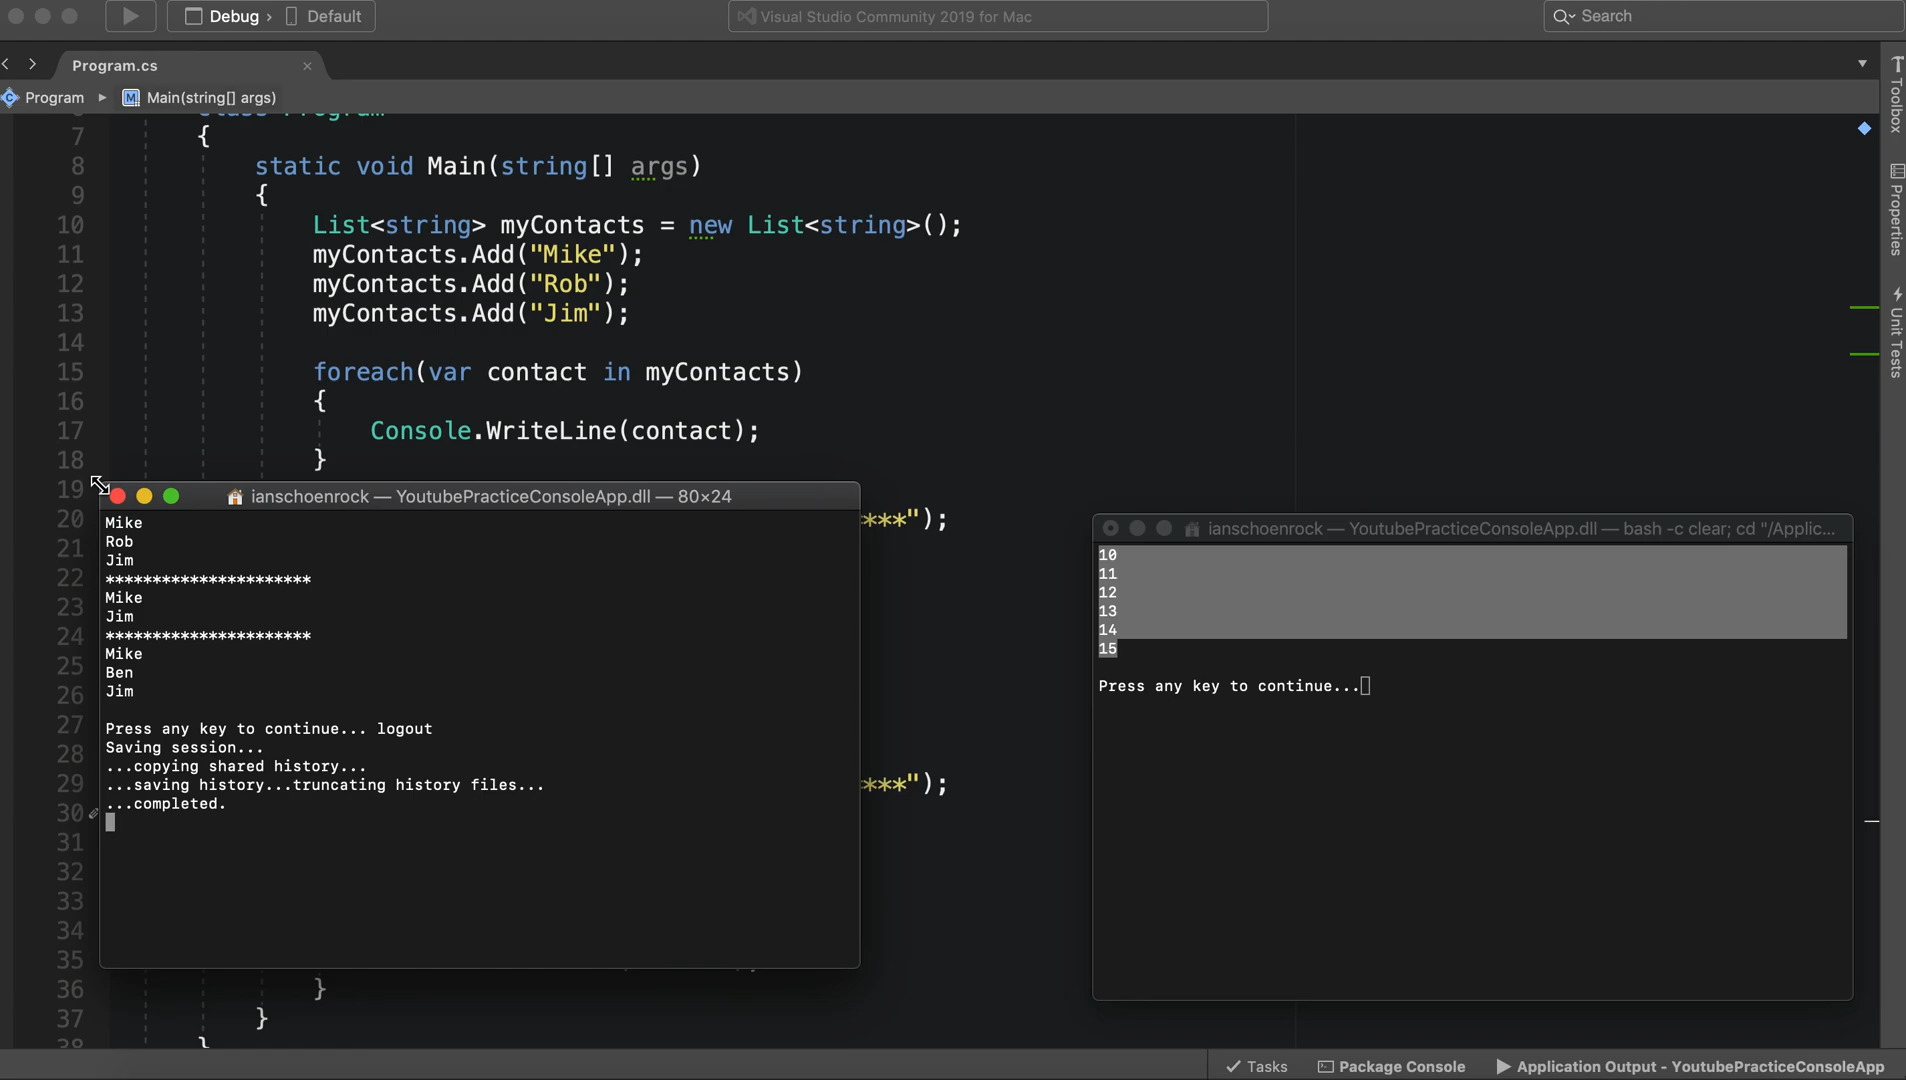 Debug › Default
Visual Studio Community 2019 for Mac
Search
Program.cs
Program ▸ Main(string[] args)
class Program
7 {
8 static void Main(string[] args)
9 {
10 List<string> myContacts = new List<string>();
11 myContacts.Add("Mike");
12 myContacts.Add("Rob");
13 myContacts.Add("Jim");
14
15 foreach(var contact in myContacts)
16 {
17 Console.WriteLine(contact);
18 }
19
20 ***");
21
22
23
24
25
26
27
28
29 ***");
30
31
32
33
34
35
36 }
37 }
38
ianschoenrock — YoutubePracticeConsoleApp.dll — 80×24
Mike
Rob
Jim
**********************
Mike
Jim
**********************
Mike
Ben
Jim
Press any key to continue... logout
Saving session...
...copying shared history...
...saving history...truncating history files...
...completed.
ianschoenrock — YoutubePracticeConsoleApp.dll — bash -c clear; cd "/Applic...
10
11
12
13
14
15
Press any key to continue...
Toolbox
Properties
Unit Tests
Tasks
Package Console
Application Output - YoutubePracticeConsoleApp